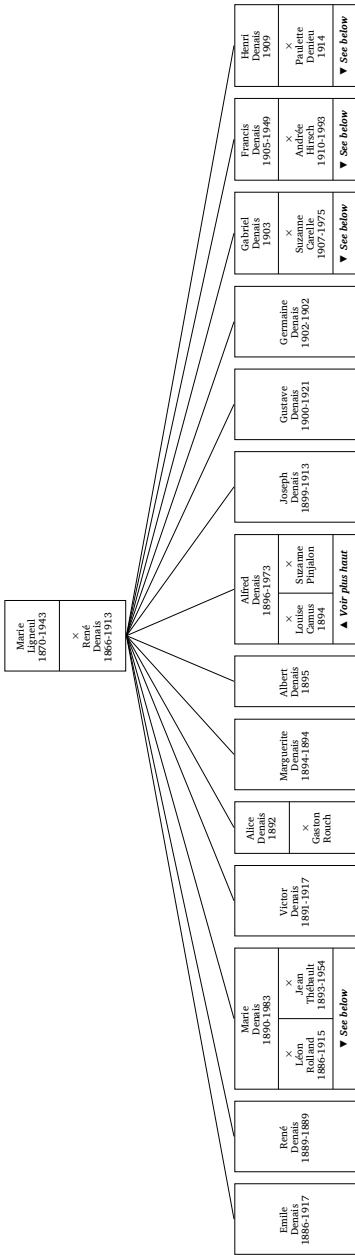 Marie
Ligneul
1870-1943
×
René
Denais
1866-1913
Emile
Denais
1886-1917
René
Denais
1889-1889
Marie
Denais
1890-1983
×
Léon
Rolland
1886-1915
×
Jean
Thébault
1893-1954
▼ See below
Victor
Denais
1891-1917
Alice
Denais
1892
×
Gaston
Rouch
Marguerite
Denais
1894-1894
Albert
Denais
1895
Alfred
Denais
1896-1973
×
Louise
Camus
1894
×
Suzanne
Pinjalon
▲ Voir plus haut
Joseph
Denais
1899-1913
Gustave
Denais
1900-1921
Germaine
Denais
1902-1902
Gabriel
Denais
1903
×
Suzanne
Carelle
1907-1975
▼ See below
Francis
Denais
1905-1949
×
Andrée
Hirsch
1910-1993
▼ See below
Henri
Denais
1909
×
Paulette
Denieu
1914
▼ See below